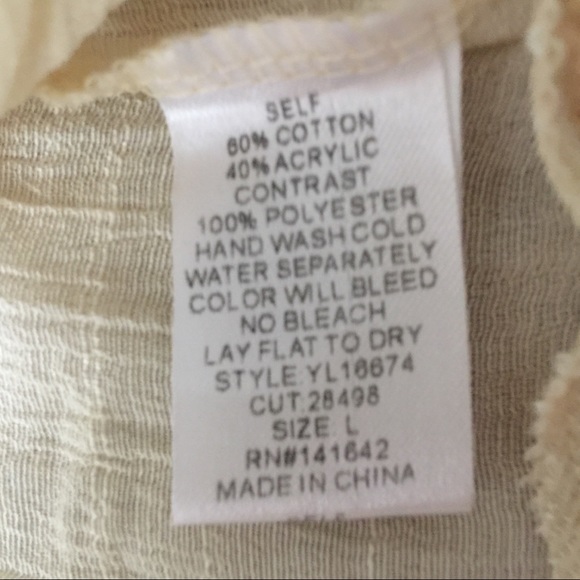 SELF
60% COTTON
40% ACRYLIC
CONTRAST
100% POLYESTER
HAND WASH COLD
WATER SEPARATELY
COLOR WILL BLEED
NO BLEACH
LAY FLAT TO DRY
STYLE:YL16674
CUT:28498
SIZE: L
RN#141642
MADE IN CHINA